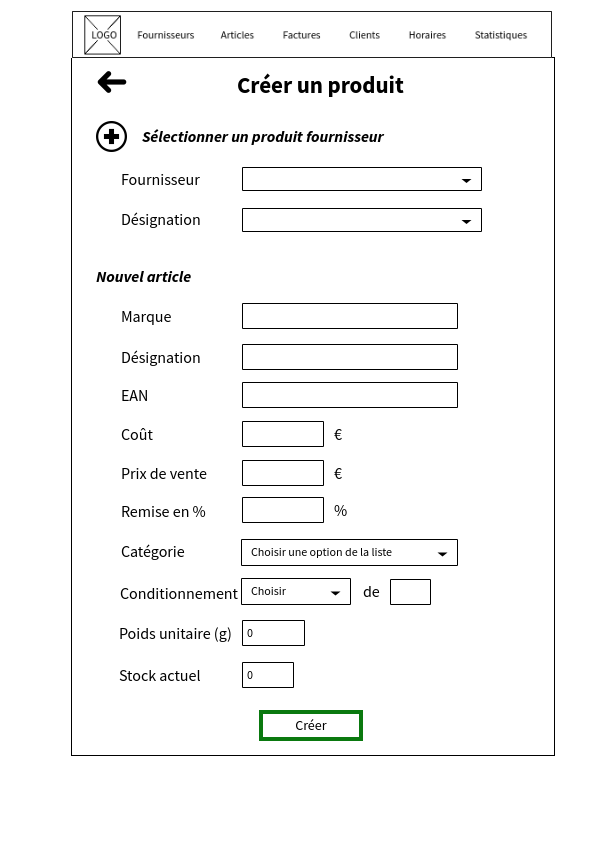 LOGO Fournisseurs Articles Factures Clients Horaires Statistiques
Créer un produit
Sélectionner un produit fournisseur
Fournisseur
Désignation
Nouvel article
Marque
Désignation
EAN
Coût €
Prix de vente €
Remise en % %
Catégorie Choisir une option de la liste
Conditionnement Choisir de
Poids unitaire (g) 0
Stock actuel 0
Créer